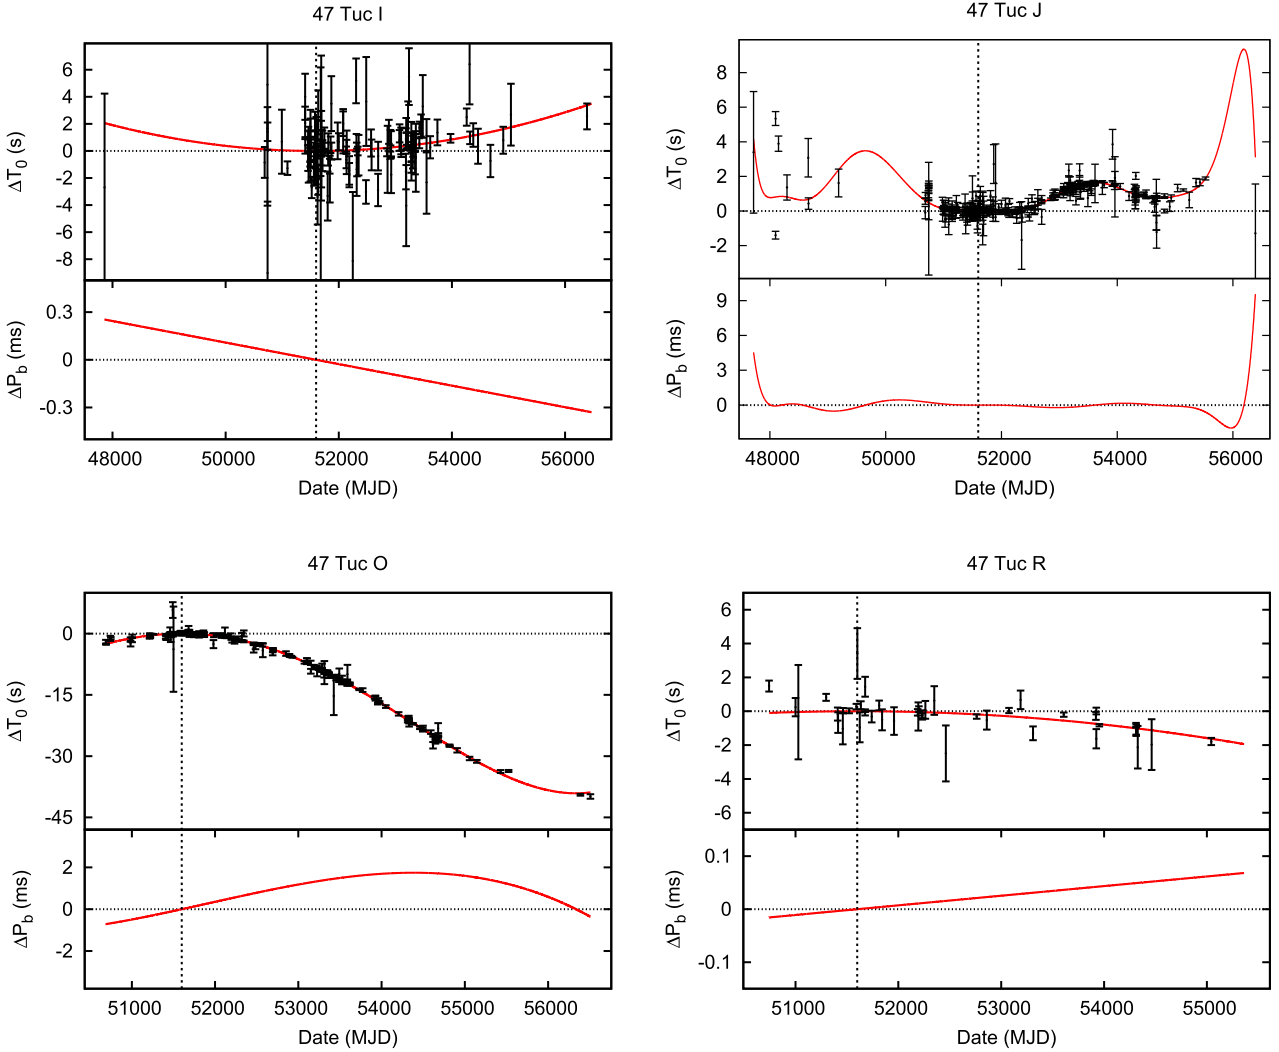 47 Tuc I
6
4
2
0
-2
-4
-6
-8
ΔT0 (s)
0.3
0
-0.3
ΔPb (ms)
48000 50000 52000 54000 56000
Date (MJD)
47 Tuc J
8
6
4
2
0
-2
ΔT0 (s)
9
6
3
0
ΔPb (ms)
48000 50000 52000 54000 56000
Date (MJD)
47 Tuc O
0
-15
-30
-45
ΔT0 (s)
2
0
-2
ΔPb (ms)
51000 52000 53000 54000 55000 56000
Date (MJD)
47 Tuc R
6
4
2
0
-2
-4
-6
ΔT0 (s)
0.1
0
-0.1
ΔPb (ms)
51000 52000 53000 54000 55000
Date (MJD)